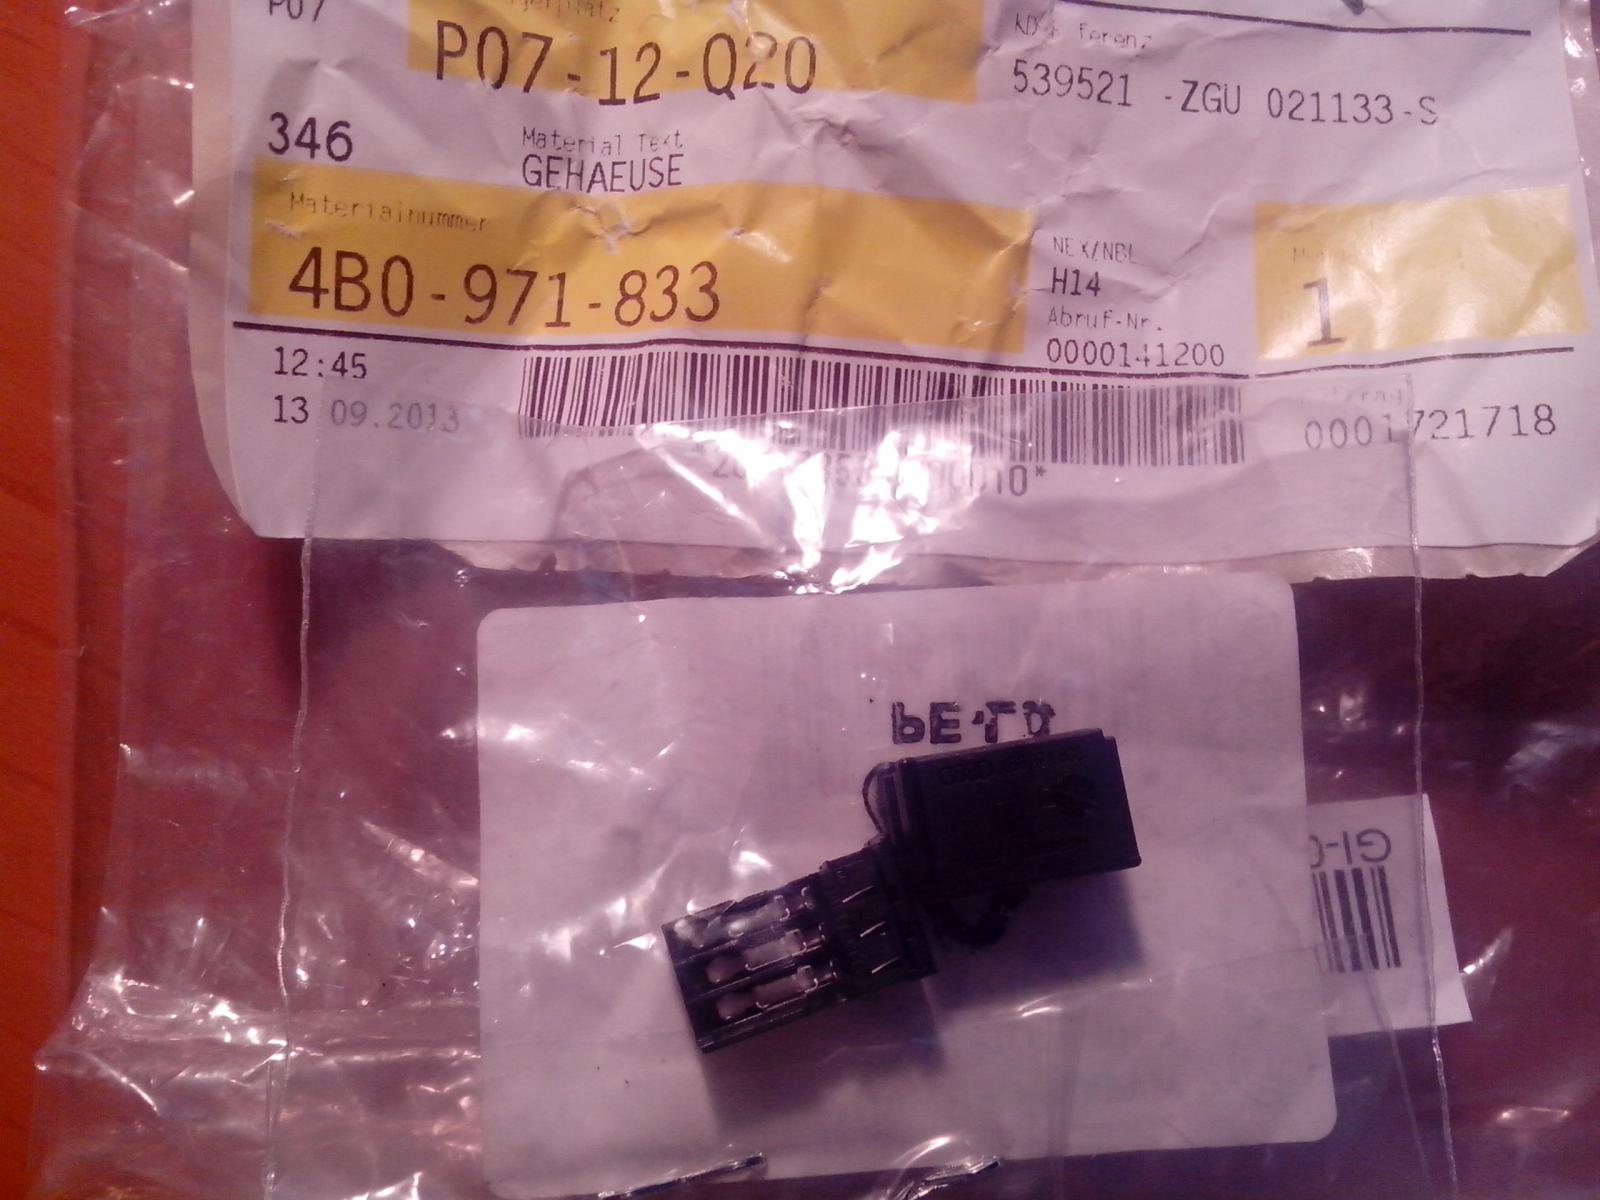 P07
P07-12-Q20
539521 -ZGU 021133-S
346
Material Text
GEHAEUSE
Materialnummer
4B0-971-833
NEX/NBL
H14
Abruf-Nr.
0000141200
1
12:45
13 09.2013
0001721718